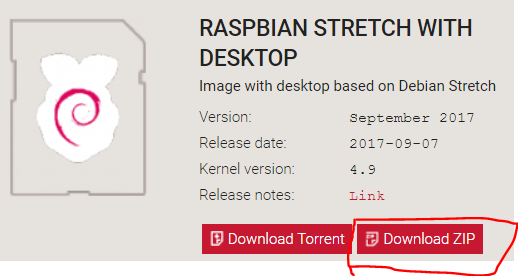 RASPBIAN STRETCH WITH
DESKTOP
Image with desktop based on Debian Stretch
Version: September 2017
Release date: 2017-09-07
Kernel version: 4.9
Release notes: Link
Download Torrent Download ZIP